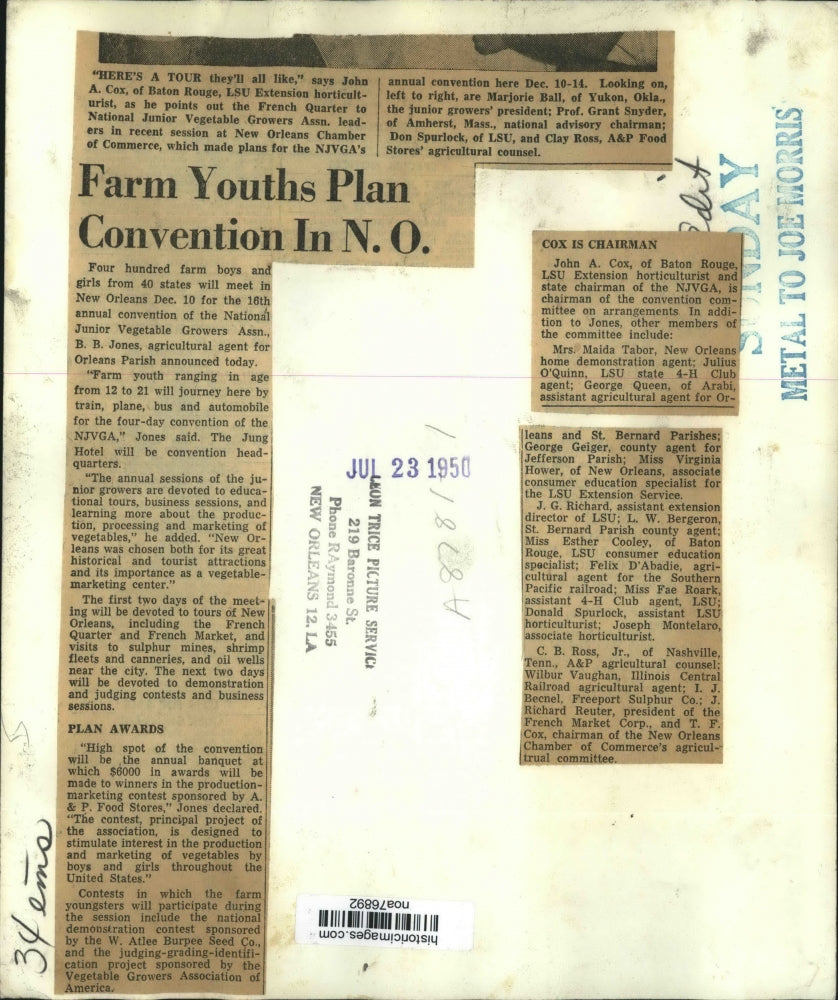 "HERE'S A TOUR they'll all like," says John
A. Cox, of Baton Rouge, LSU Extension horticult-
urist, as he points out the French Quarter to
National Junior Vegetable Growers Assn. lead-
ers in recent session at New Orleans Chamber
of Commerce, which made plans for the NJVGA's
annual convention here Dec. 10-14. Looking on,
left to right, are Marjorie Ball, of Yukon, Okla.,
the junior growers' president; Prof. Grant Snyder,
of Amherst, Mass., national advisory chairman;
Don Spurlock, of LSU, and Clay Ross, A&P Food
Stores' agricultural counsel.
Farm Youths Plan
Convention In N. O.
Four hundred farm boys and
girls from 40 states will meet in
New Orleans Dec. 10 for the 16th
annual convention of the National
Junior Vegetable Growers Assn.,
B. B. Jones, agricultural agent for
Orleans Parish announced today.
"Farm youth ranging in age
from 12 to 21 will journey here by
train, plane, bus and automobile
for the four-day convention of the
NJVGA," Jones said. The Jung
Hotel will be convention head-
quarters.
"The annual sessions of the ju-
nior growers are devoted to educa-
tional tours, business sessions, and
learning more about the produc-
tion, processing and marketing of
vegetables," he added. "New Or-
leans was chosen both for its great
historical and tourist attractions
and its importance as a vegetable-
marketing center."
The first two days of the meet-
ing will be devoted to tours of New
Orleans, including the French
Quarter and French Market, and
visits to sulphur mines, shrimp
fleets and canneries, and oil wells
near the city. The next two days
will be devoted to demonstration
and judging contests and business
sessions.
PLAN AWARDS
"High spot of the convention
will be the annual banquet at
which $6000 in awards will be
made to winners in the production-
marketing contest sponsored by A.
& P. Food Stores," Jones declared.
"The contest, principal project of
the association, is designed to
stimulate interest in the production
and marketing of vegetables by
boys and girls throughout the
United States."
Contests in which the farm
youngsters will participate during
the session include the national
demonstration contest sponsored
by the W. Atlee Burpee Seed Co.,
and the judging-grading-identifi-
cation project sponsored by the
Vegetable Growers Association of
America.
COX IS CHAIRMAN
John A. Cox, of Baton Rouge,
LSU Extension horticulturist and
state chairman of the NJVGA, is
chairman of the convention com-
mittee on arrangements In addi-
tion to Jones, other members of
the committee include:
Mrs. Maida Tabor, New Orleans
home demonstration agent; Julius
O'Quinn, LSU state 4-H Club
agent; George Queen, of Arabi,
assistant agricultural agent for Or-
leans and St. Bernard Parishes;
George Geiger, county agent for
Jefferson Parish; Miss Virginia
Hower, of New Orleans, associate
consumer education specialist for
the LSU Extension Service.
J. G. Richard, assistant extension
director of LSU; L. W. Bergeron,
St. Bernard Parish county agent;
Miss Esther Cooley, of Baton
Rouge, LSU consumer education
specialist; Felix D'Abadie, agri-
cultural agent for the Southern
Pacific railroad; Miss Fae Roark,
assistant 4-H Club agent, LSU;
Donald Spurlock, assistant LSU
horticulturist; Joseph Montelaro,
associate horticulturist.
C. B. Ross, Jr., of Nashville,
Tenn., A&P agricultural counsel;
Wilbur Vaughan, Illinois Central
Railroad agricultural agent; I. J.
Becnel, Freeport Sulphur Co.; J.
Richard Reuter, president of the
French Market Corp., and T. F.
Cox, chairman of the New Orleans
Chamber of Commerce's agricul-
trual committee.
JUL 23 1950
LEON TRICE PICTURE SERVICE
219 Baronne St.
Phone RAymond 3455
NEW ORLEANS 12, LA
SUNDAY
METAL TO JOE MORRIS
34 ems
historicimages.com
noa76892